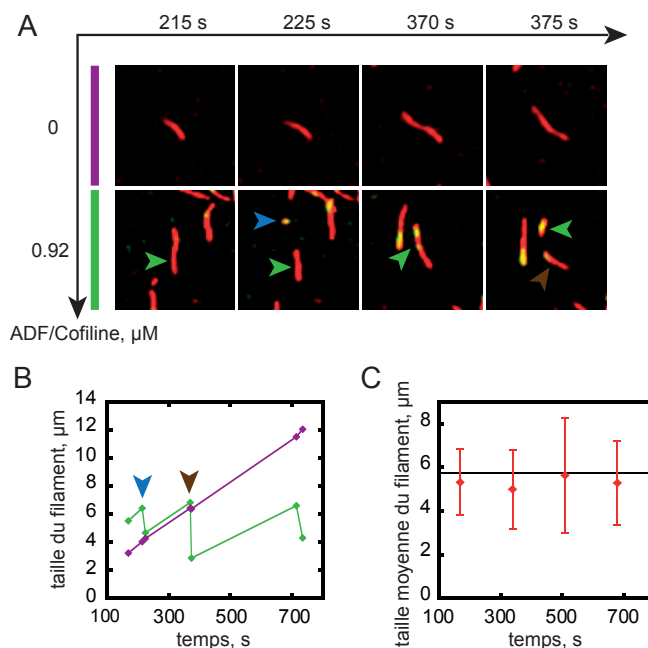 A
215 s 225 s 370 s 375 s
0
0.92
ADF/Cofiline, µM
B
C
taille du filament, µm
14
12
10
8
6
4
2
0
100 300 500 700
temps, s
taille moyenne du filament, µm
8
6
4
2
0
100 300 500 700
temps, s